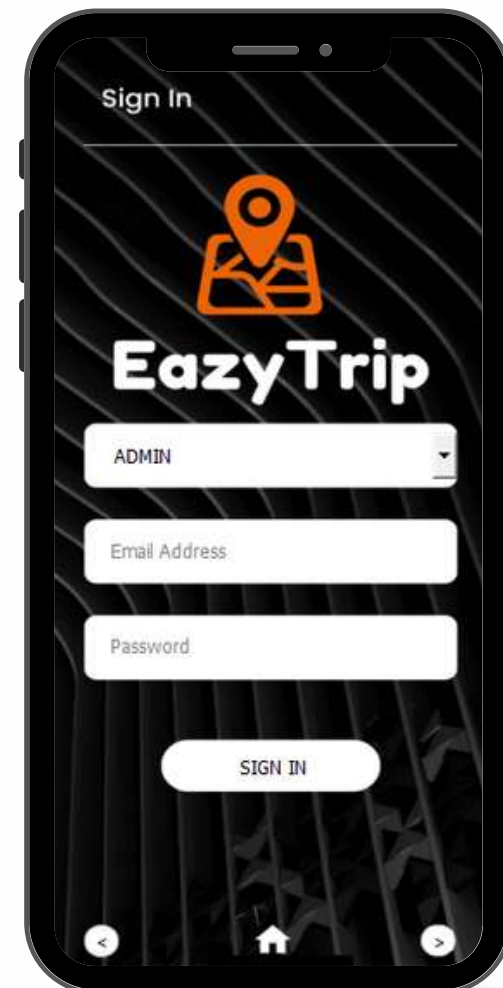 Sign In
EazyTrip
ADMIN
Email Address
Password
SIGN IN
< >